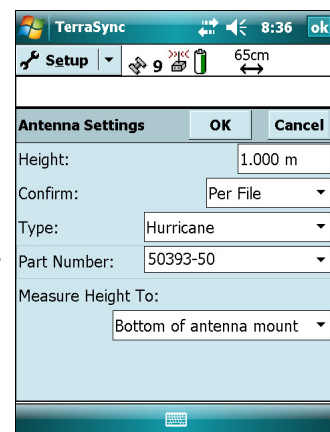 TerraSync 8:36 ok
Setup 9 65cm
Antenna Settings OK Cancel
Height: 1.000 m
Confirm: Per File
Type: Hurricane
Part Number: 50393-50
Measure Height To:
Bottom of antenna mount